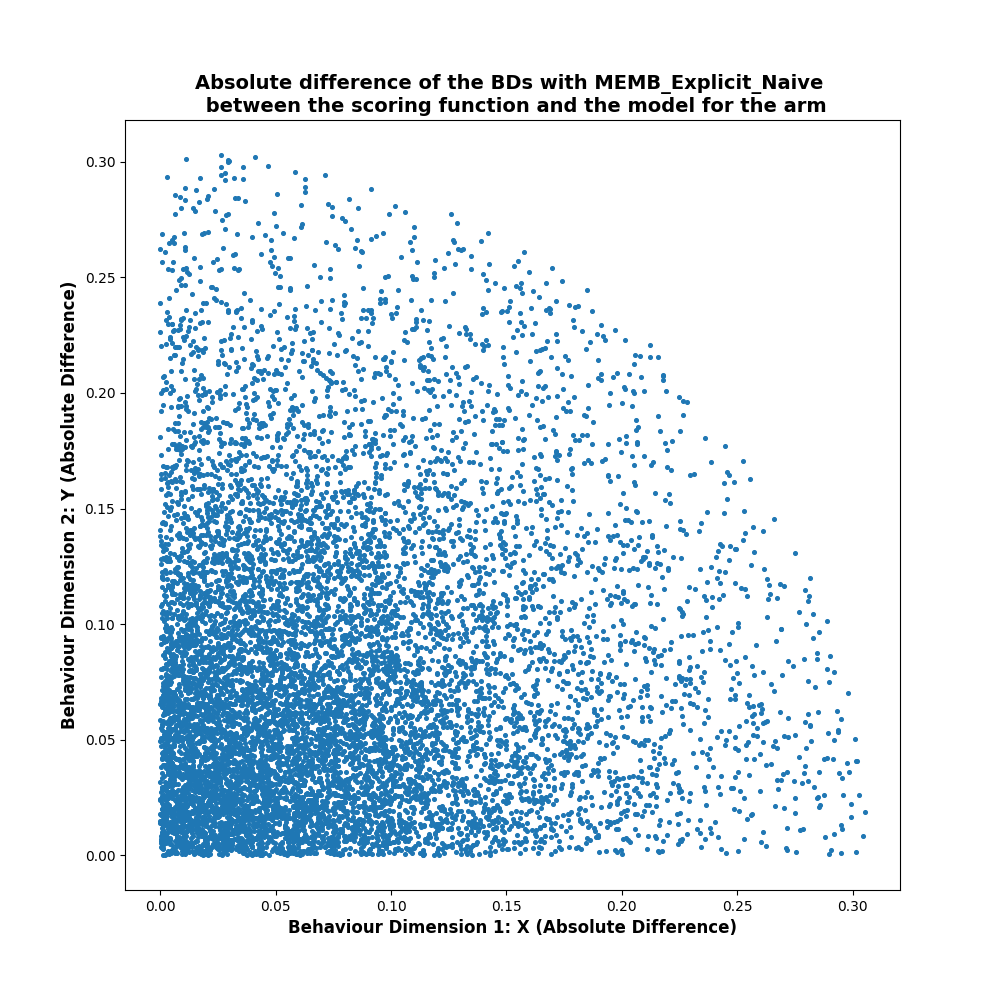 Absolute difference of the BDs with MEMB_Explicit_Naive
between the scoring function and the model for the arm
0.30
0.25
0.20
0.15
0.10
0.05
0.00
Behaviour Dimension 2: Y (Absolute Difference)
0.00 0.05 0.10 0.15 0.20 0.25 0.30
Behaviour Dimension 1: X (Absolute Difference)